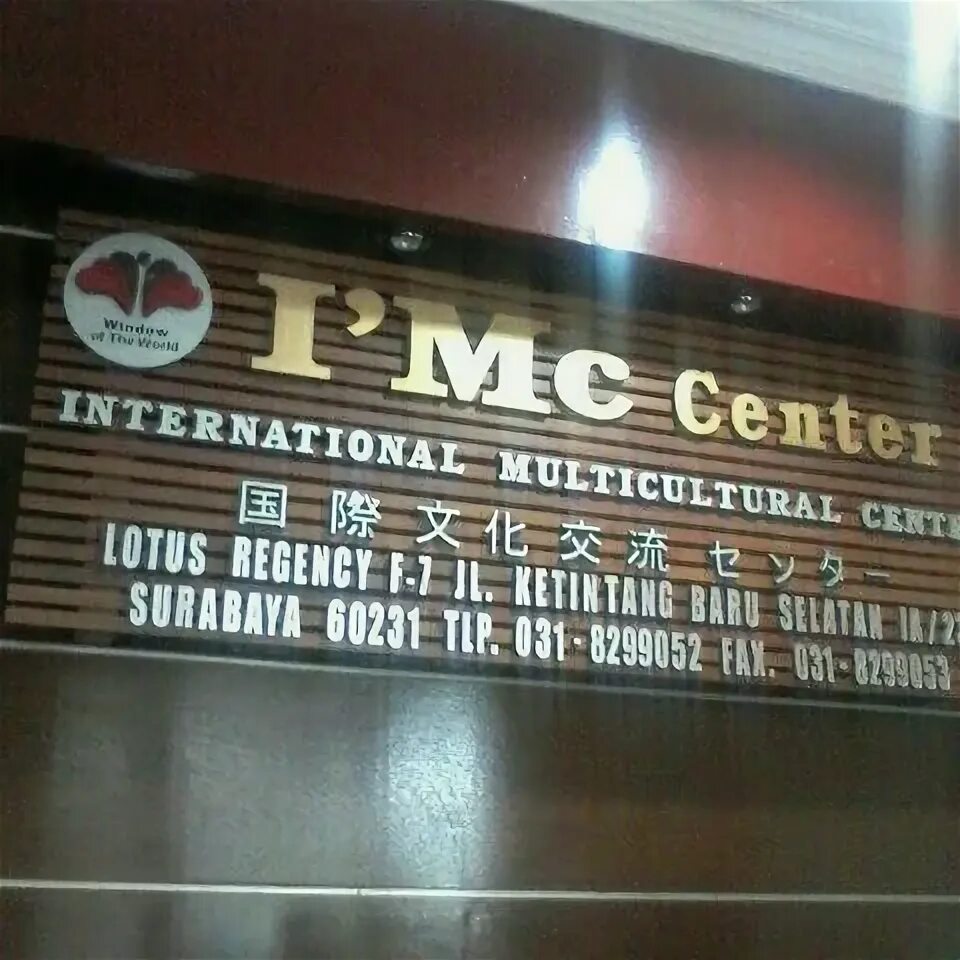 Window
of The World
I'Mc Center
INTERNATIONAL MULTICULTURAL
国際文化交流センター
LOTUS REGENCY F-7 JL. KETINTANG BARU SELATAN
SURABAYA 60231 TLP. 031-8299052 FAX. 031-8299053